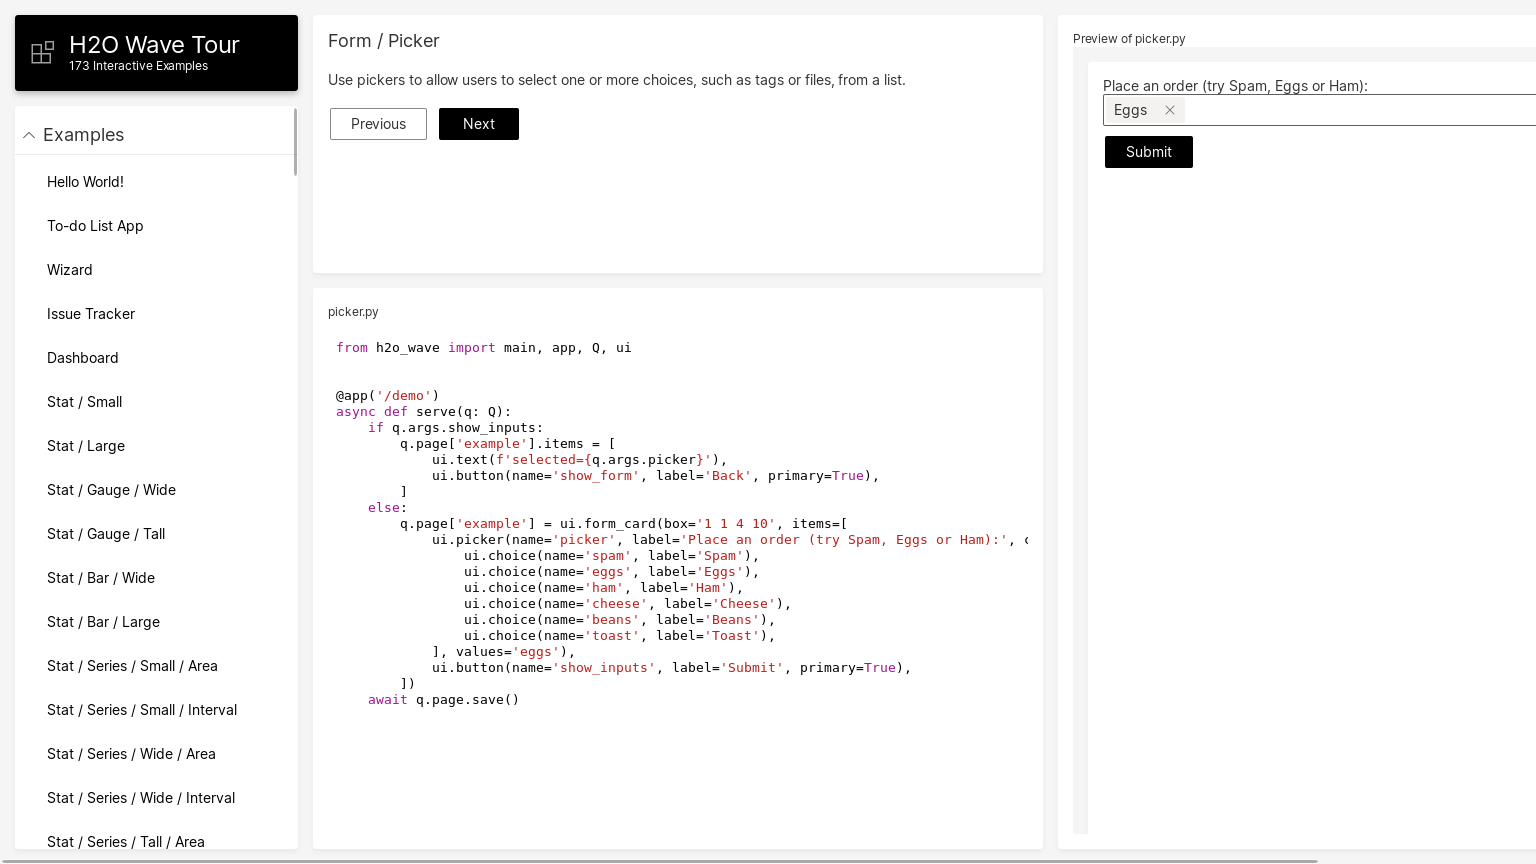 H2O Wave Tour
173 Interactive Examples
Examples
Hello World!
To-do List App
Wizard
Issue Tracker
Dashboard
Stat / Small
Stat / Large
Stat / Gauge / Wide
Stat / Gauge / Tall
Stat / Bar / Wide
Stat / Bar / Large
Stat / Series / Small / Area
Stat / Series / Small / Interval
Stat / Series / Wide / Area
Stat / Series / Wide / Interval
Stat / Series / Tall / Area
Form / Picker
Use pickers to allow users to select one or more choices, such as tags or files, from a list.
Previous Next
picker.py
from h2o_wave import main, app, Q, ui
@app('/demo')
async def serve(q: Q):
    if q.args.show_inputs:
        q.page['example'].items = [
            ui.text(f'selected={q.args.picker}'),
            ui.button(name='show_form', label='Back', primary=True),
        ]
    else:
        q.page['example'] = ui.form_card(box='1 1 4 10', items=[
            ui.picker(name='picker', label='Place an order (try Spam, Eggs or Ham):',
                ui.choice(name='spam', label='Spam'),
                ui.choice(name='eggs', label='Eggs'),
                ui.choice(name='ham', label='Ham'),
                ui.choice(name='cheese', label='Cheese'),
                ui.choice(name='beans', label='Beans'),
                ui.choice(name='toast', label='Toast'),
            ], values='eggs'),
            ui.button(name='show_inputs', label='Submit', primary=True),
        ])
    await q.page.save()
Preview of picker.py
Place an order (try Spam, Eggs or Ham):
Eggs
Submit